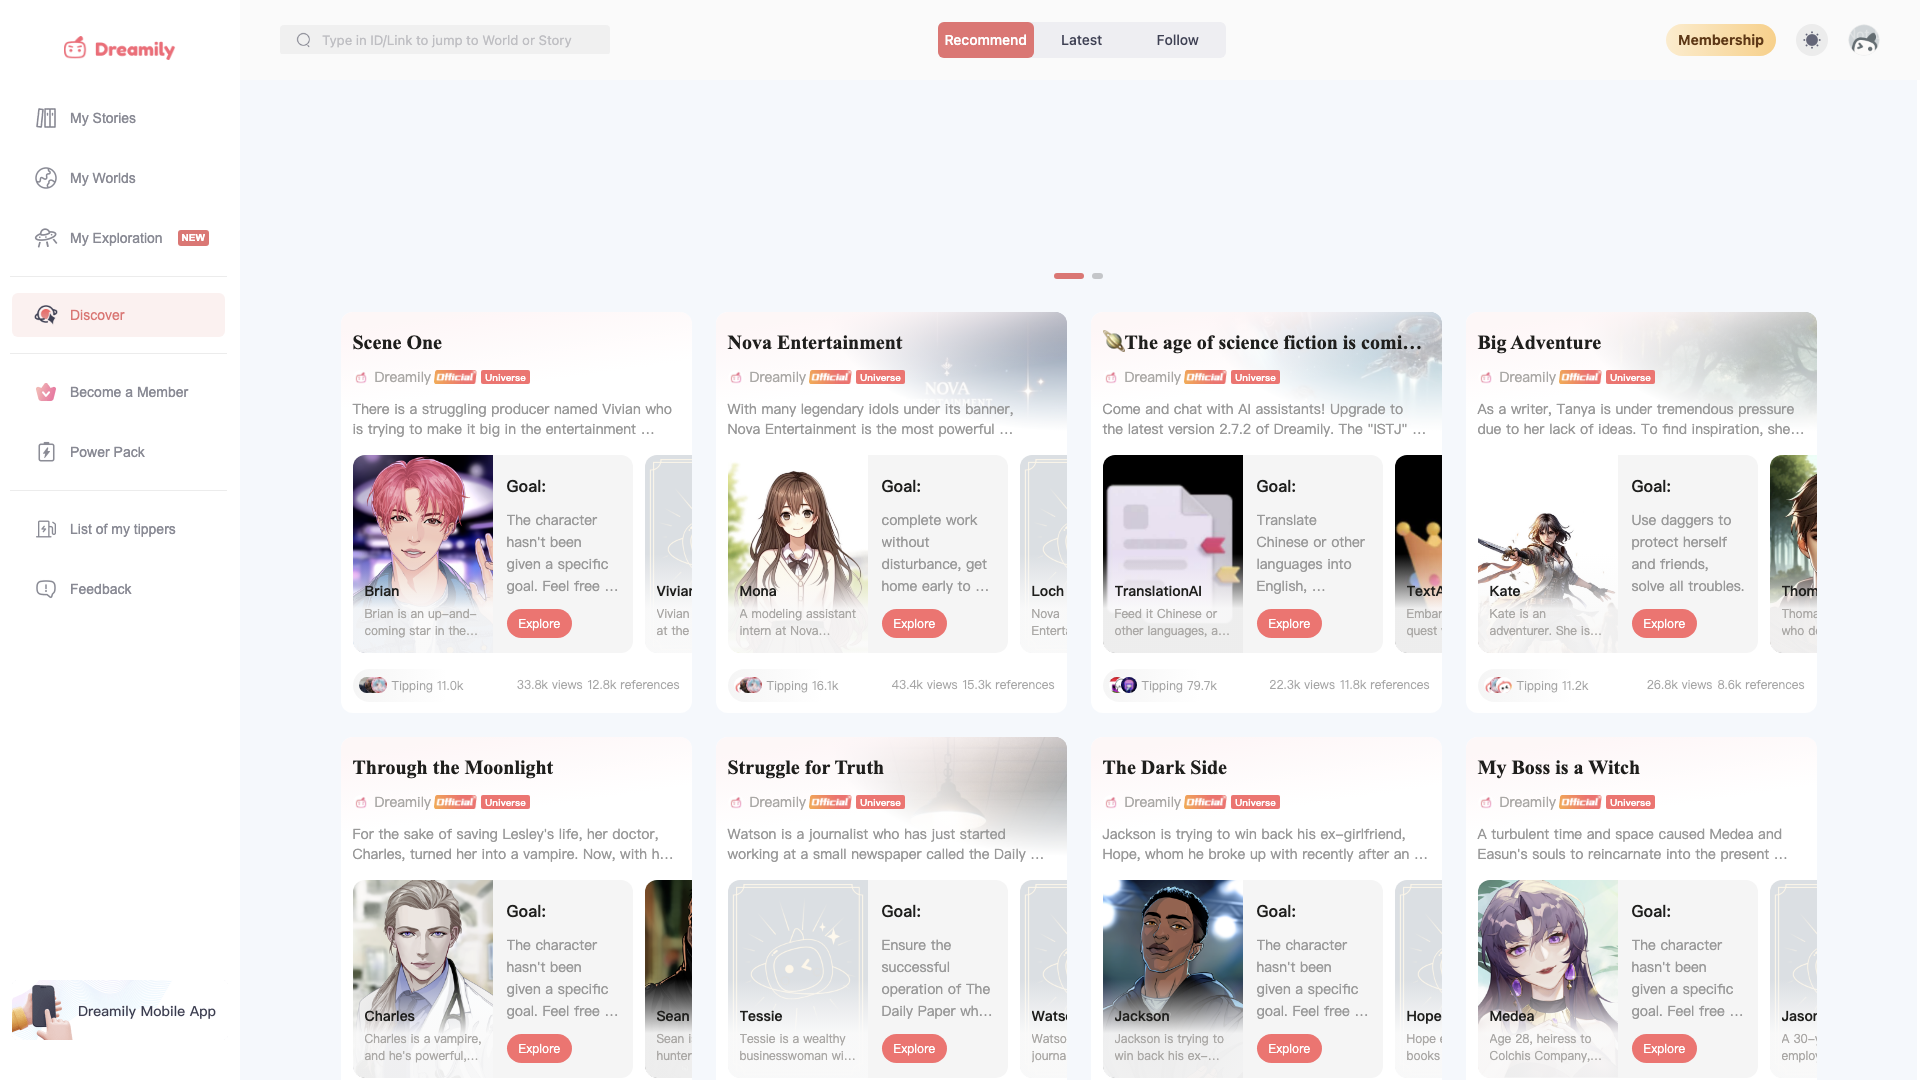 Dreamily
Type in ID/Link to jump to World or Story
Recommend
Latest
Follow
Membership
My Stories
My Worlds
My Exploration NEW
Discover
Become a Member
Power Pack
List of my tippers
Feedback
Dreamily Mobile App
Scene One
Dreamily Official Universe
There is a struggling producer named Vivian who
is trying to make it big in the entertainment ...
Brian
Brian is an up-and-
coming star in the...
Goal:
The character
hasn't been
given a specific
goal. Feel free ...
Explore
Vivian
Vivian
at the
Tipping 11.0k
33.8k views 12.8k references
Nova Entertainment
NOVA
Dreamily Official Universe
With many legendary idols under its banner,
Nova Entertainment is the most powerful ...
Mona
A modeling assistant
intern at Nova...
Goal:
complete work
without
disturbance, get
home early to ...
Explore
Loch
Nova
Tipping 16.1k
43.4k views 15.3k references
🪐The age of science fiction is comi...
Dreamily Official Universe
Come and chat with AI assistants! Upgrade to
the latest version 2.7.2 of Dreamily. The "ISTJ" ...
TranslationAI
Feed it Chinese or
other languages, a...
Goal:
Translate
Chinese or other
languages into
English, ...
Explore
TextA
Embar
quest
Tipping 79.7k
22.3k views 11.8k references
Big Adventure
Dreamily Official Universe
As a writer, Tanya is under tremendous pressure
due to her lack of ideas. To find inspiration, she...
Kate
Kate is an
adventurer. She is...
Goal:
Use daggers to
protect herself
and friends,
solve all troubles.
Explore
Thom
Thoma
who de
Tipping 11.2k
26.8k views 8.6k references
Through the Moonlight
Dreamily Official Universe
For the sake of saving Lesley's life, her doctor,
Charles, turned her into a vampire. Now, with h...
Charles
Charles is a vampire,
and he's powerful,...
Goal:
The character
hasn't been
given a specific
goal. Feel free ...
Explore
Sean
Sean i
hunter
Struggle for Truth
Dreamily Official Universe
Watson is a journalist who has just started
working at a small newspaper called the Daily ...
Tessie
Tessie is a wealthy
businesswoman wi...
Goal:
Ensure the
successful
operation of The
Daily Paper wh...
Explore
Wats
Watso
journa
The Dark Side
Dreamily Official Universe
Jackson is trying to win back his ex-girlfriend,
Hope, whom he broke up with recently after an ...
Jackson
Jackson is trying to
win back his ex-...
Goal:
The character
hasn't been
given a specific
goal. Feel free ...
Explore
Hope
Hope
books
My Boss is a Witch
Dreamily Official Universe
A turbulent time and space caused Medea and
Easun's souls to reincarnate into the present ...
Medea
Age 28, heiress to
Colchis Company,...
Goal:
The character
hasn't been
given a specific
goal. Feel free ...
Explore
Jason
A 30-y
employ